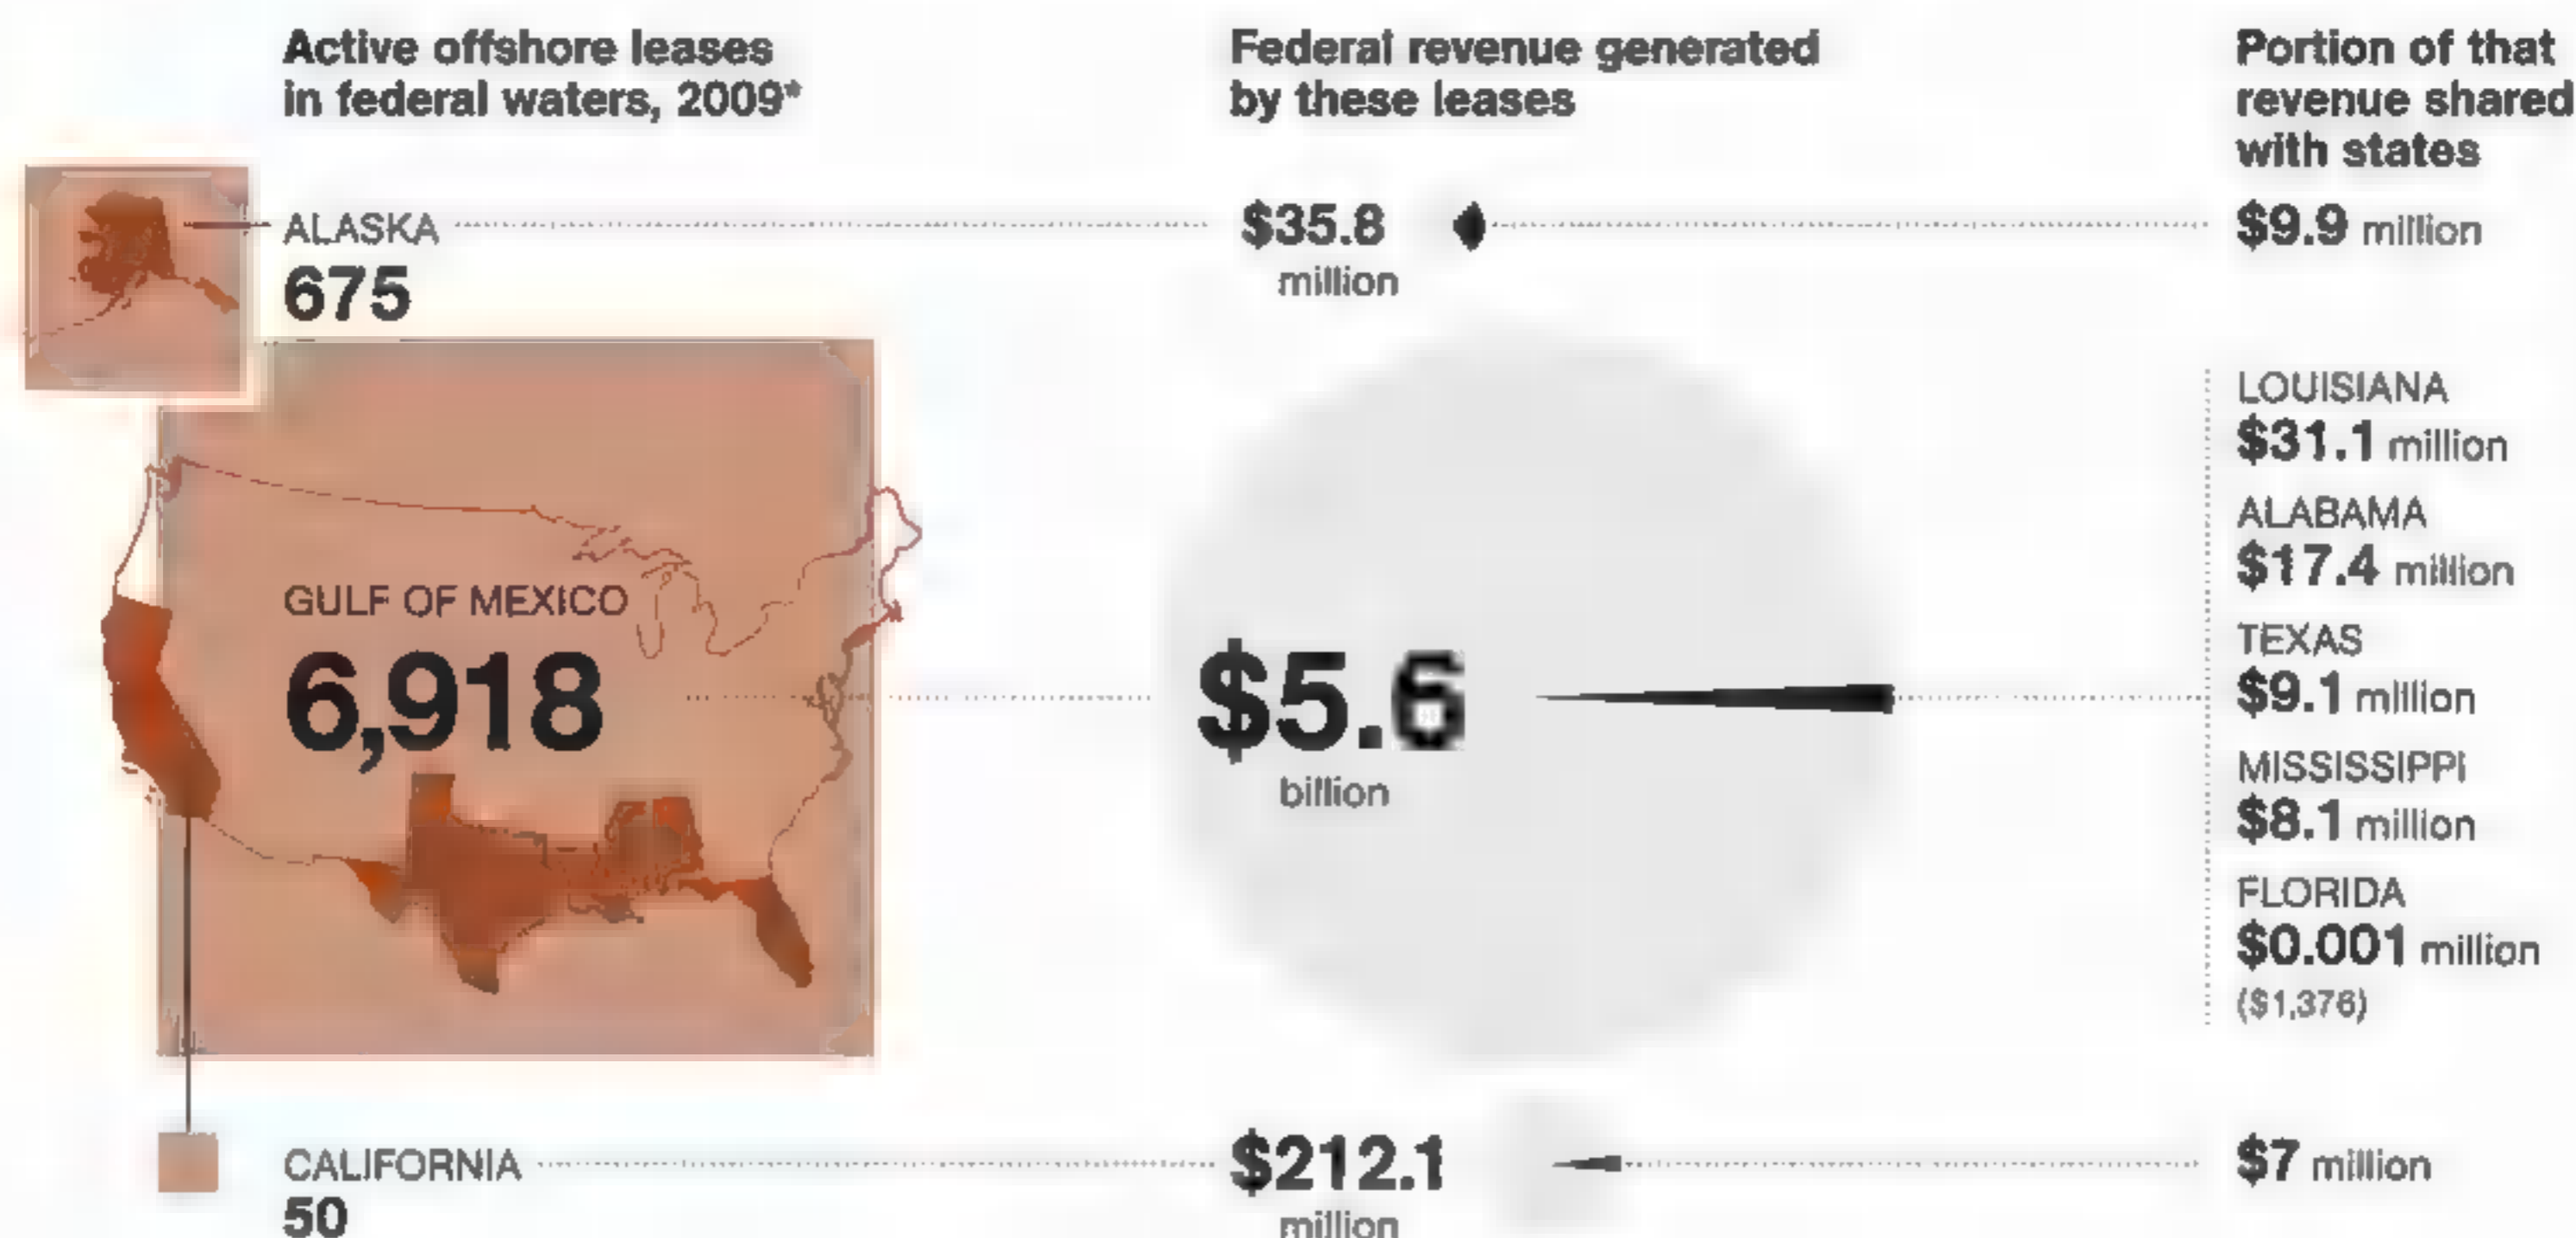 Active offshore leases
in federal waters, 2009*
Federal revenue generated
by these leases
Portion of that
revenue shared
with states
ALASKA
675
$35.8
million
$9.9 million
GULF OF MEXICO
6,918
$5.6
billion
LOUISIANA
$31.1 million
ALABAMA
$17.4 million
TEXAS
$9.1 million
MISSISSIPPI
$8.1 million
FLORIDA
$0.001 million
($1,376)
CALIFORNIA
50
$212.1
million
$7 million